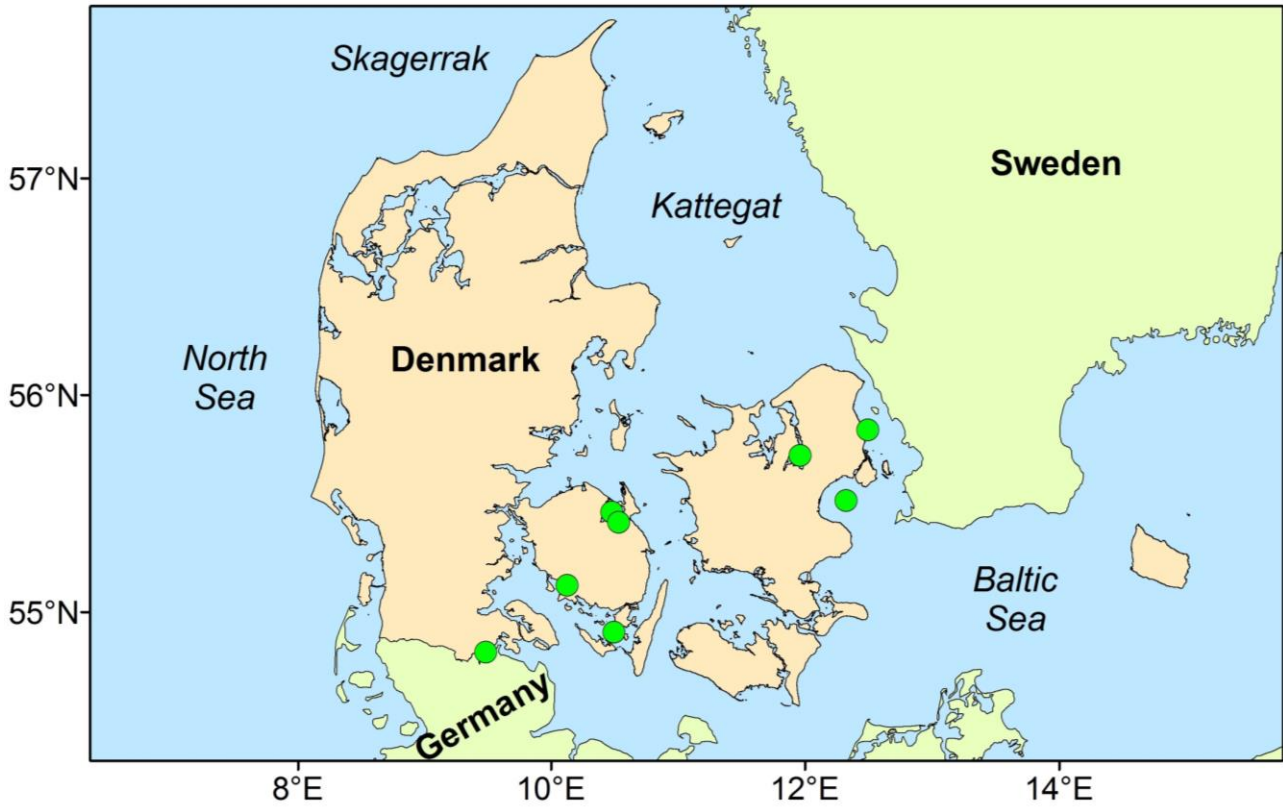 Skagerrak
57°N
Sweden
Kattegat
North
Sea
Denmark
56°N
Baltic
Sea
55°N
Germany
8°E
10°E
12°E
14°E